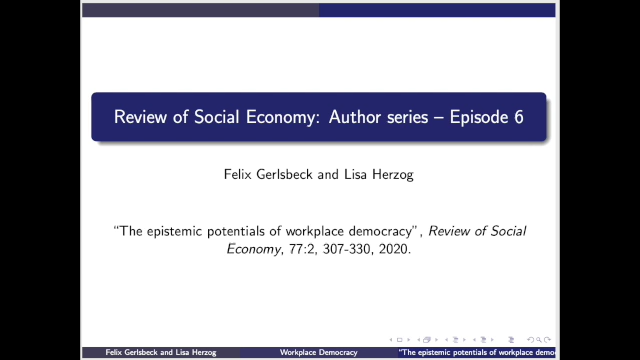 Review of Social Economy: Author series – Episode 6
Felix Gerlsbeck and Lisa Herzog
“The epistemic potentials of workplace democracy”, Review of Social
Economy, 77:2, 307-330, 2020.
Felix Gerlsbeck and Lisa Herzog
Workplace Democracy
“The epistemic potentials of workplace democ